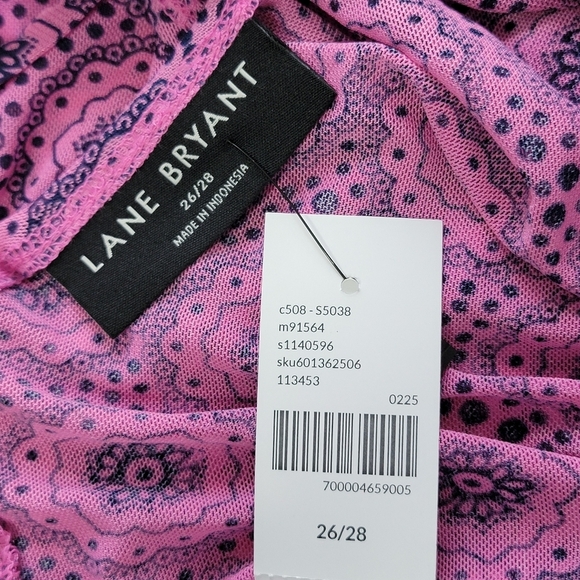 LANE BRYANT
26/28
MADE IN INDONESIA
c508 - S5038
m91564
s1140596
sku601362506
113453
0225
700004659005
26/28